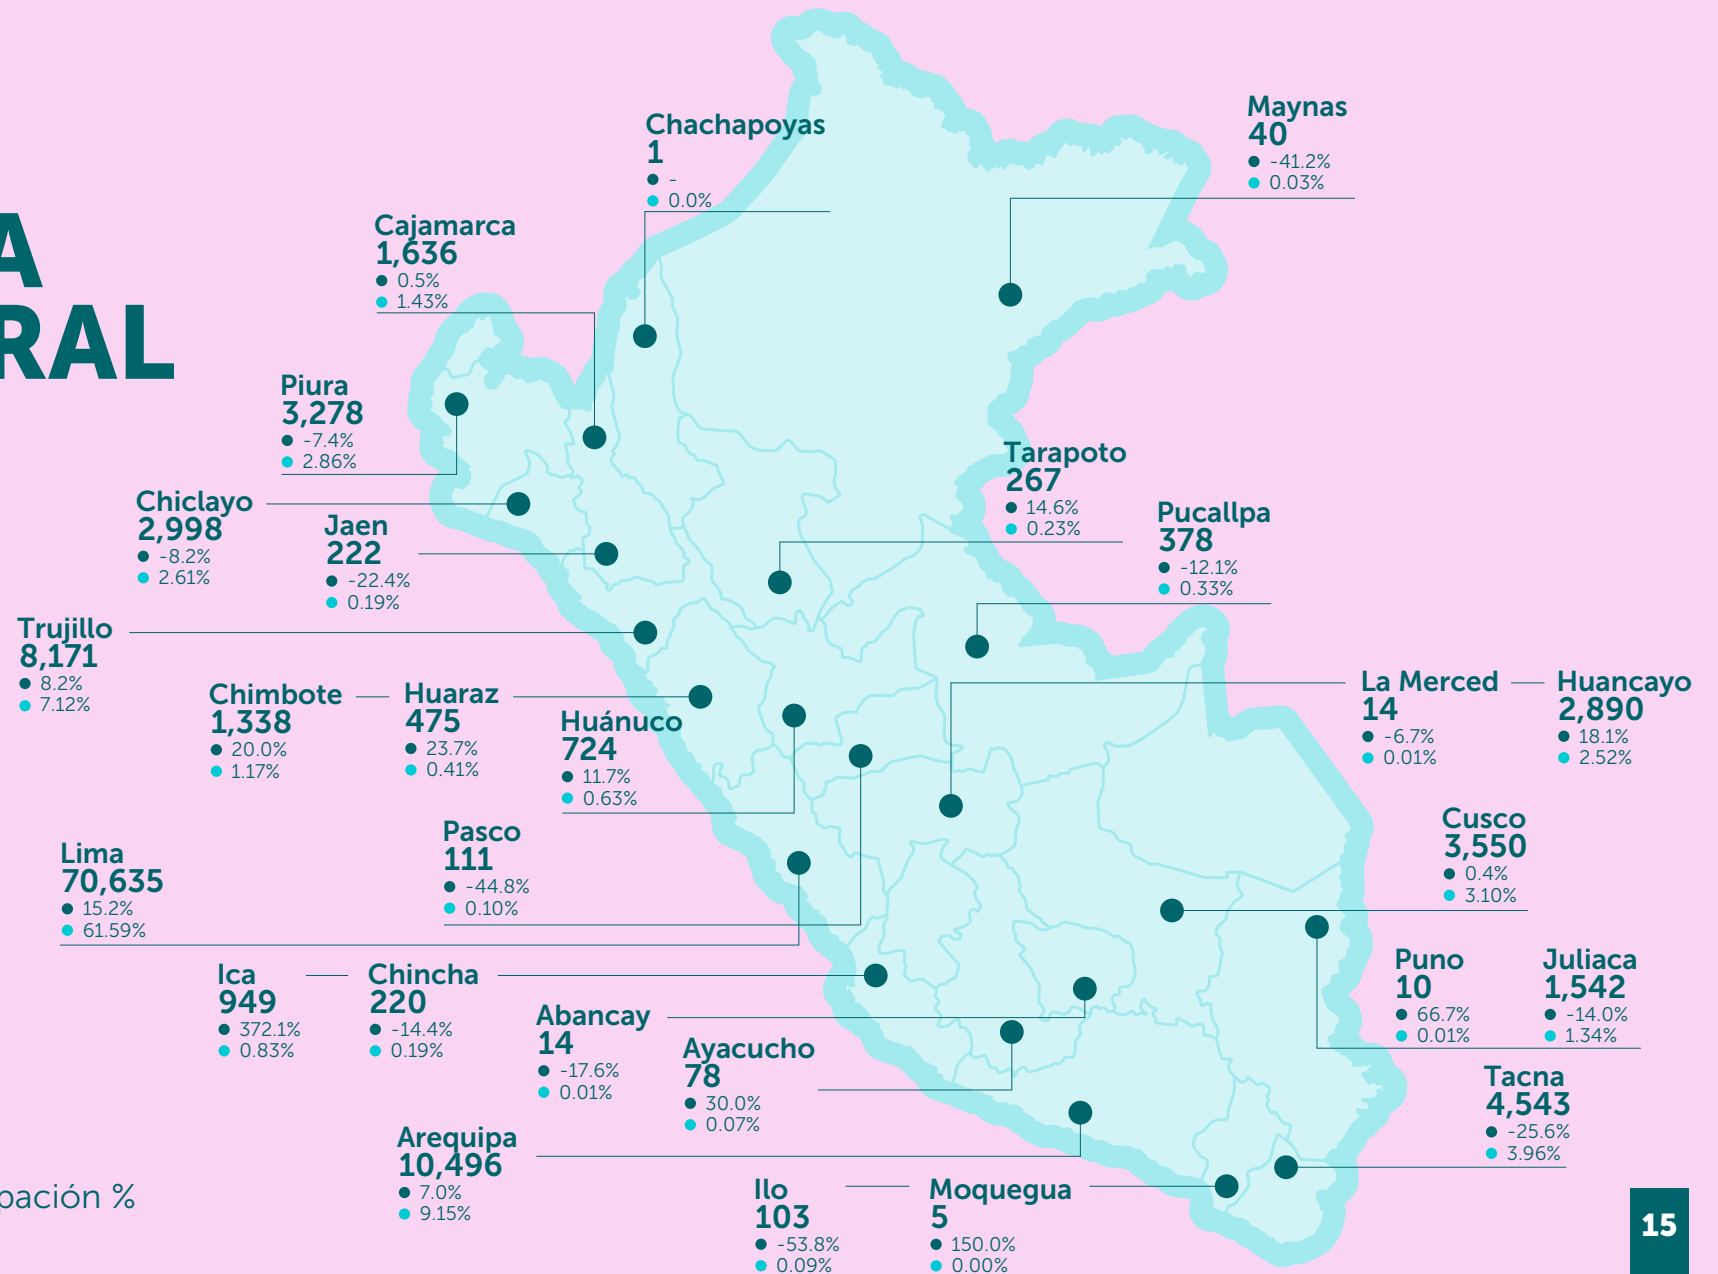 A
RAL
Chachapoyas
1
-
0.0%
Maynas
40
-41.2%
0.03%
Cajamarca
1,636
0.5%
1.43%
Piura
3,278
-7.4%
2.86%
Tarapoto
267
14.6%
0.23%
Chiclayo
2,998
-8.2%
2.61%
Jaen
222
-22.4%
0.19%
Pucallpa
378
-12.1%
0.33%
Trujillo
8,171
8.2%
7.12%
Chimbote
1,338
20.0%
1.17%
Huaraz
475
23.7%
0.41%
Huánuco
724
11.7%
0.63%
La Merced
14
-6.7%
0.01%
Huancayo
2,890
18.1%
2.52%
Pasco
111
-44.8%
0.10%
Cusco
3,550
0.4%
3.10%
Lima
70,635
15.2%
61.59%
Ica
949
372.1%
0.83%
Chincha
220
-14.4%
0.19%
Puno
10
66.7%
0.01%
Juliaca
1,542
-14.0%
1.34%
Abancay
14
-17.6%
0.01%
Ayacucho
78
30.0%
0.07%
Tacna
4,543
-25.6%
3.96%
Arequipa
10,496
7.0%
9.15%
Ilo
103
-53.8%
0.09%
Moquegua
5
150.0%
0.00%
pación %
15